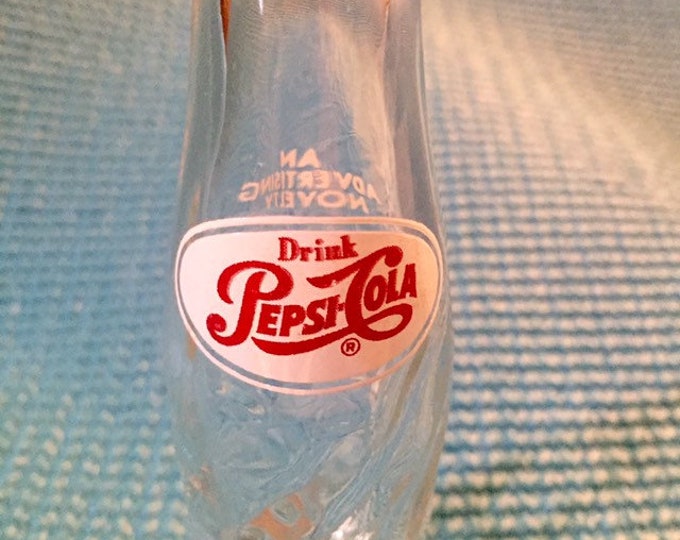 AN
ADVERTISING
NOVELTY
Drink
PEPSI-COLA
®